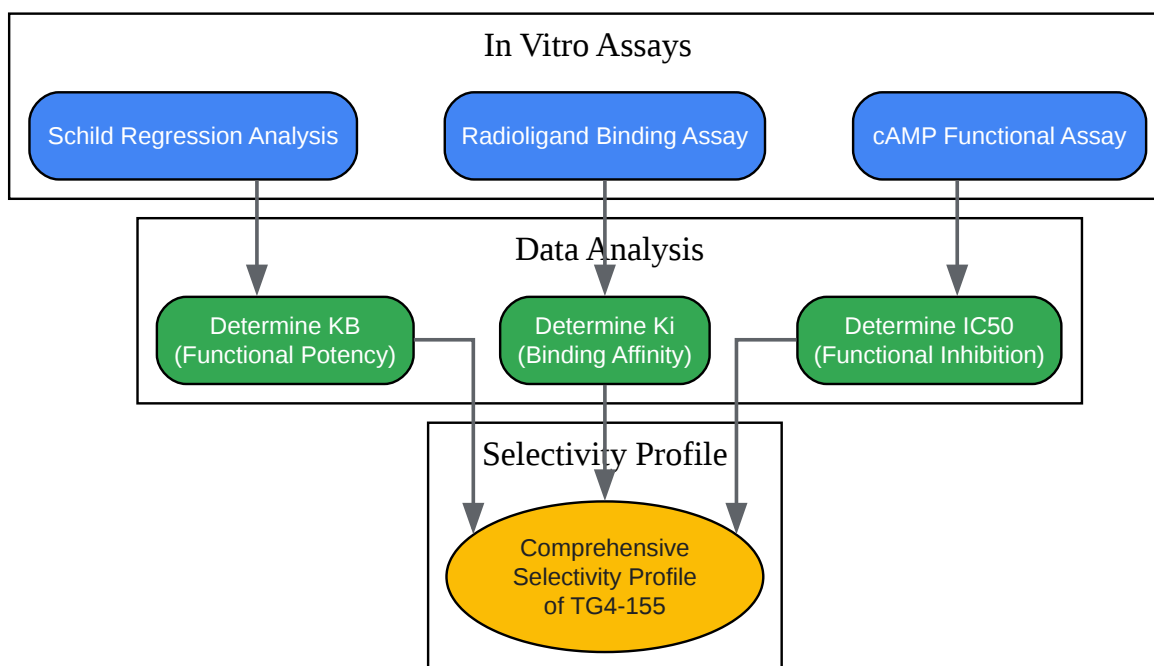 In Vitro Assays
Schild Regression Analysis
Radioligand Binding Assay
cAMP Functional Assay
Data Analysis
Determine KB
(Functional Potency)
Determine Ki
(Binding Affinity)
Determine IC50
(Functional Inhibition)
Selectivity Profile
Comprehensive
Selectivity Profile
of TG4-155